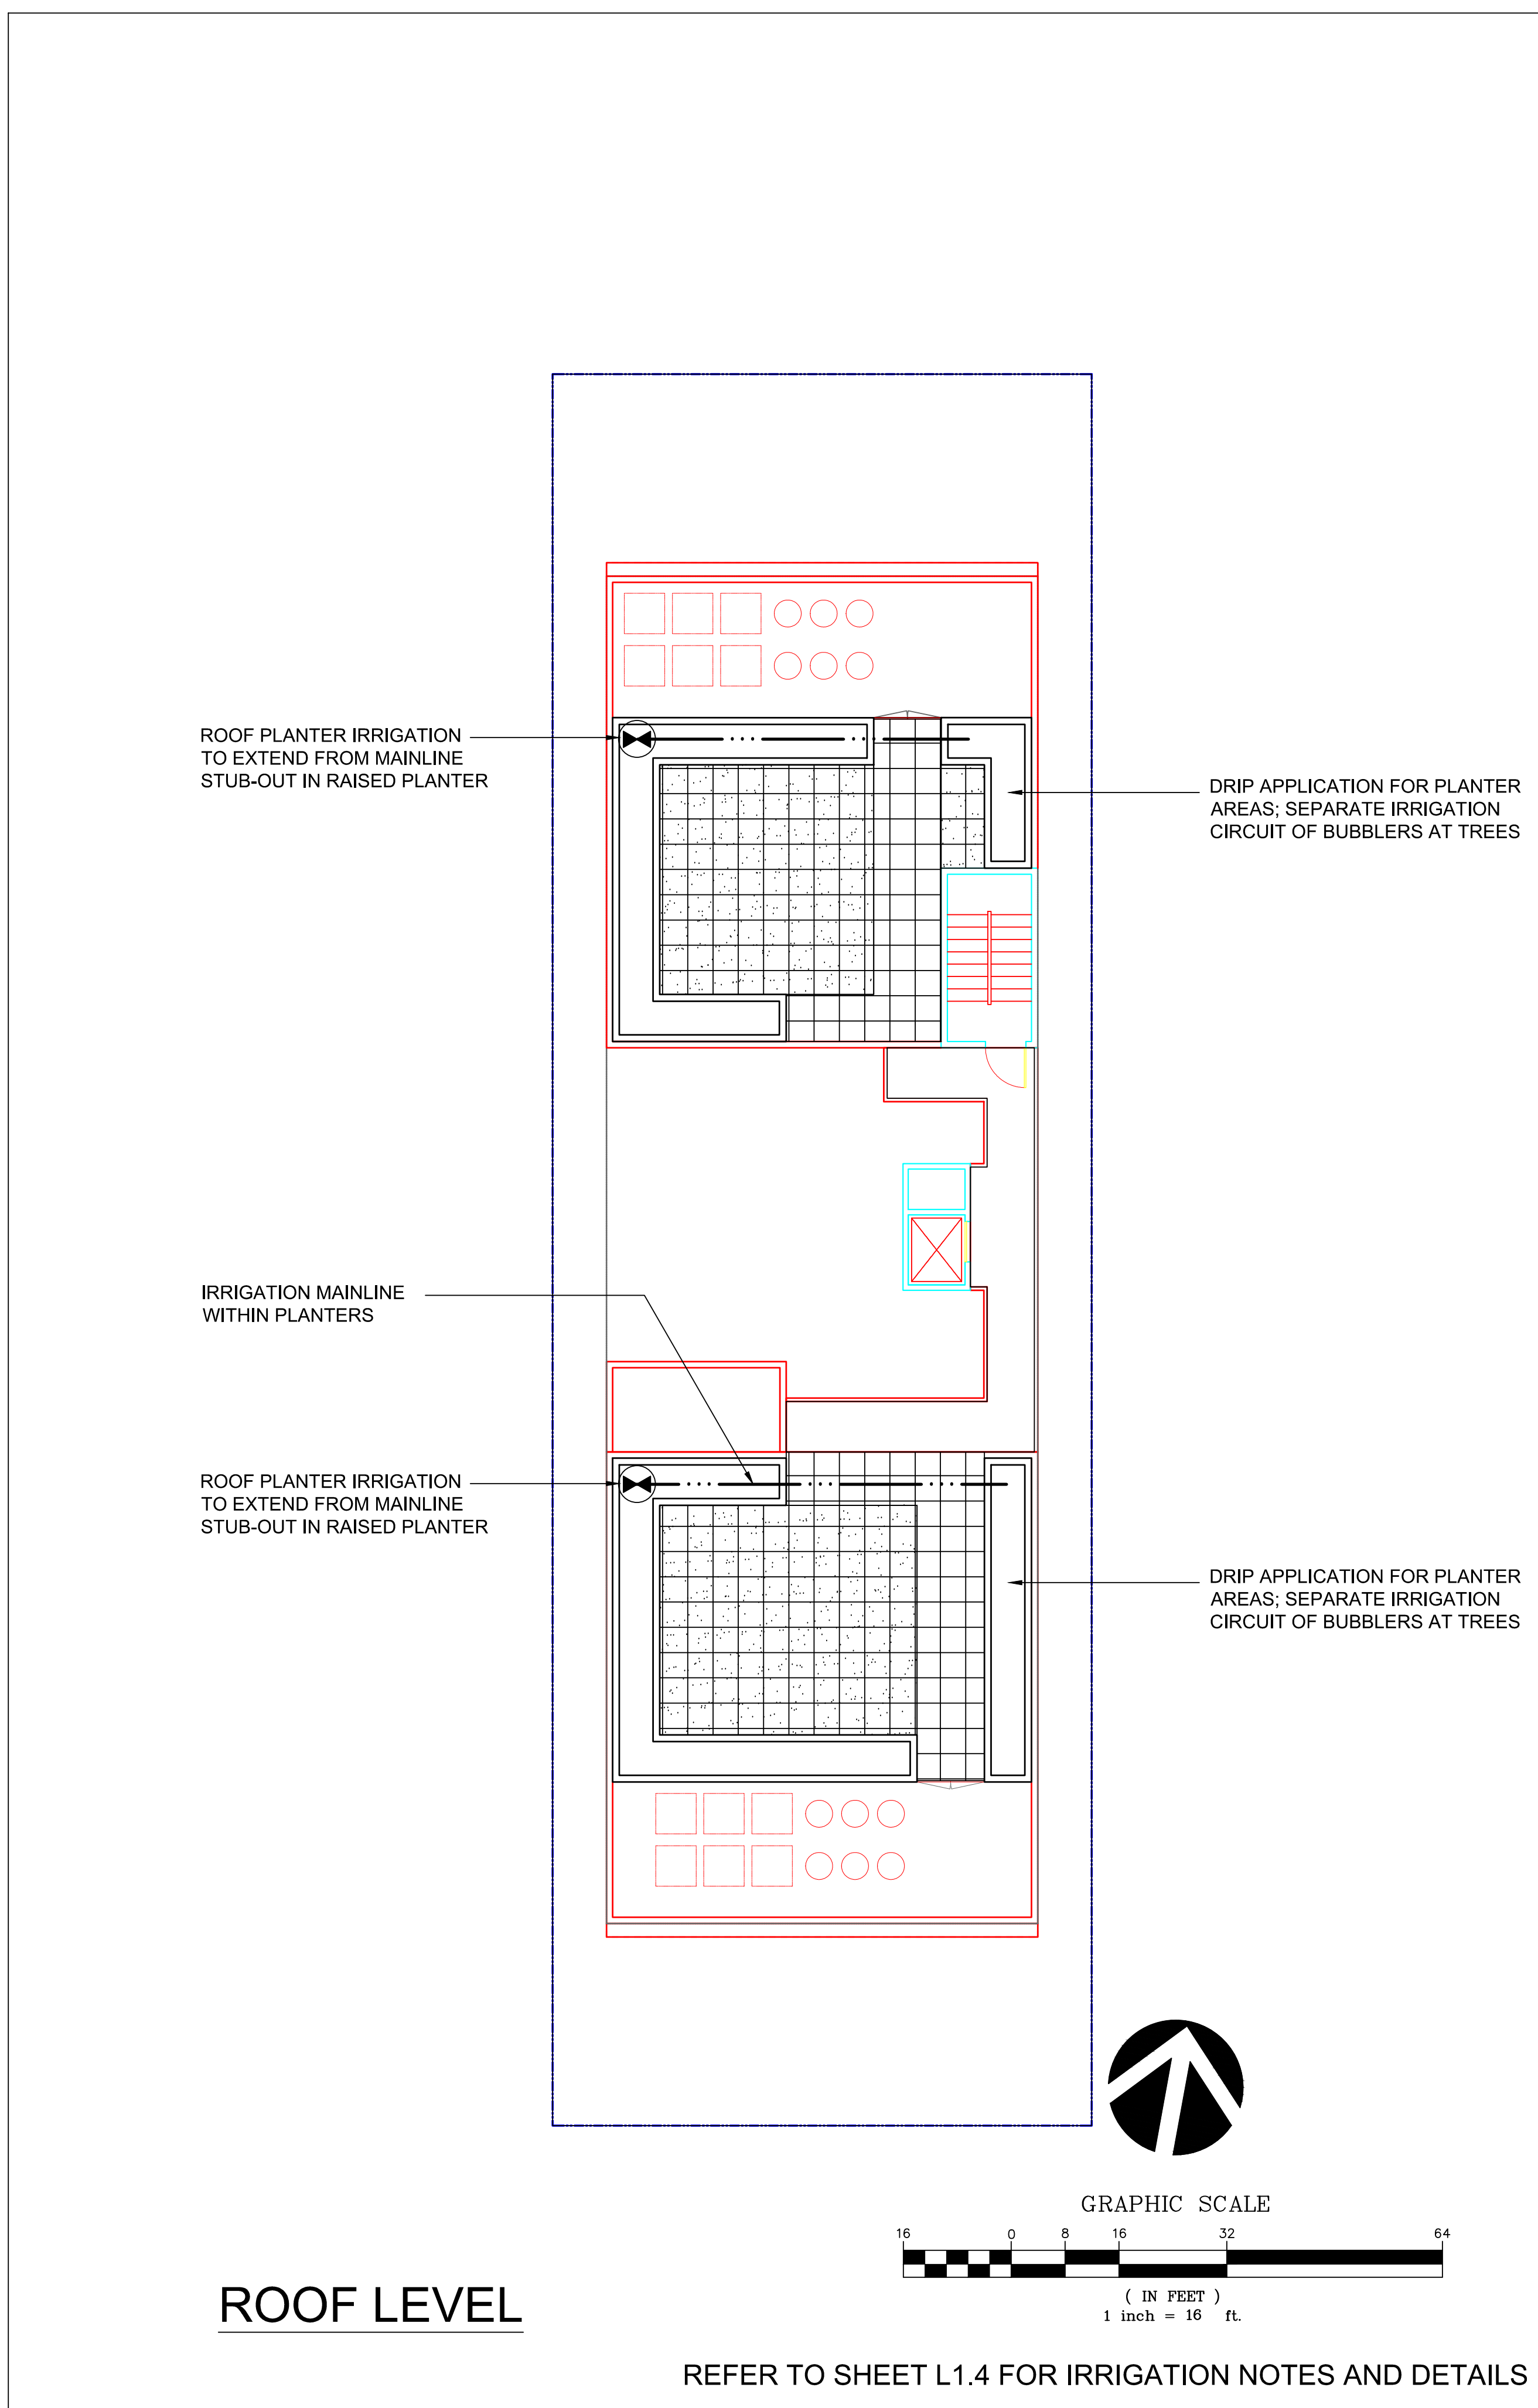 ROOF PLANTER IRRIGATION
TO EXTEND FROM MAINLINE
STUB-OUT IN RAISED PLANTER
DRIP APPLICATION FOR PLANTER
AREAS; SEPARATE IRRIGATION
CIRCUIT OF BUBBLERS AT TREES
IRRIGATION MAINLINE
WITHIN PLANTERS
ROOF PLANTER IRRIGATION
TO EXTEND FROM MAINLINE
STUB-OUT IN RAISED PLANTER
DRIP APPLICATION FOR PLANTER
AREAS; SEPARATE IRRIGATION
CIRCUIT OF BUBBLERS AT TREES
GRAPHIC SCALE
16 0 8 16 32 64
( IN FEET )
1 inch = 16 ft.
ROOF LEVEL
REFER TO SHEET L1.4 FOR IRRIGATION NOTES AND DETAILS